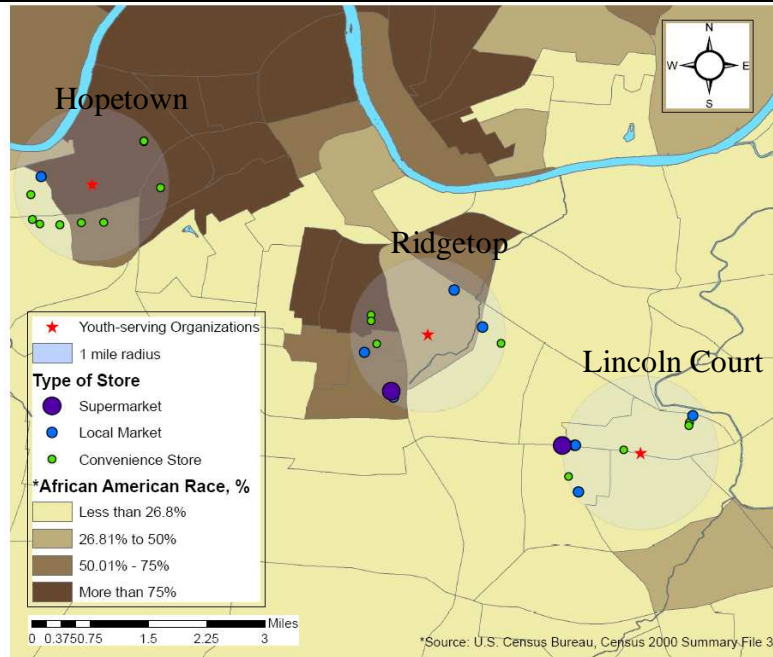 N
W E
S
Hopetown
Ridgetop
Lincoln Court
Youth-serving Organizations
1 mile radius
Type of Store
Supermarket
Local Market
Convenience Store
*African American Race, %
Less than 26.8%
26.81% to 50%
50.01% - 75%
More than 75%
Miles
0 0.3750.75 1.5 2.25 3
*Source: U.S. Census Bureau, Census 2000 Summary File 3